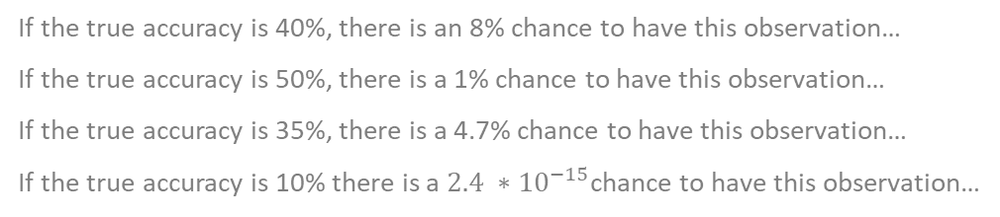 If the true accuracy is 40%, there is an 8% chance to have this observation...
If the true accuracy is 50%, there is a 1% chance to have this observation...
If the true accuracy is 35%, there is a 4.7% chance to have this observation...
If the true accuracy is 10% there is a 2.4 * 10⁻¹⁵ chance to have this observation...